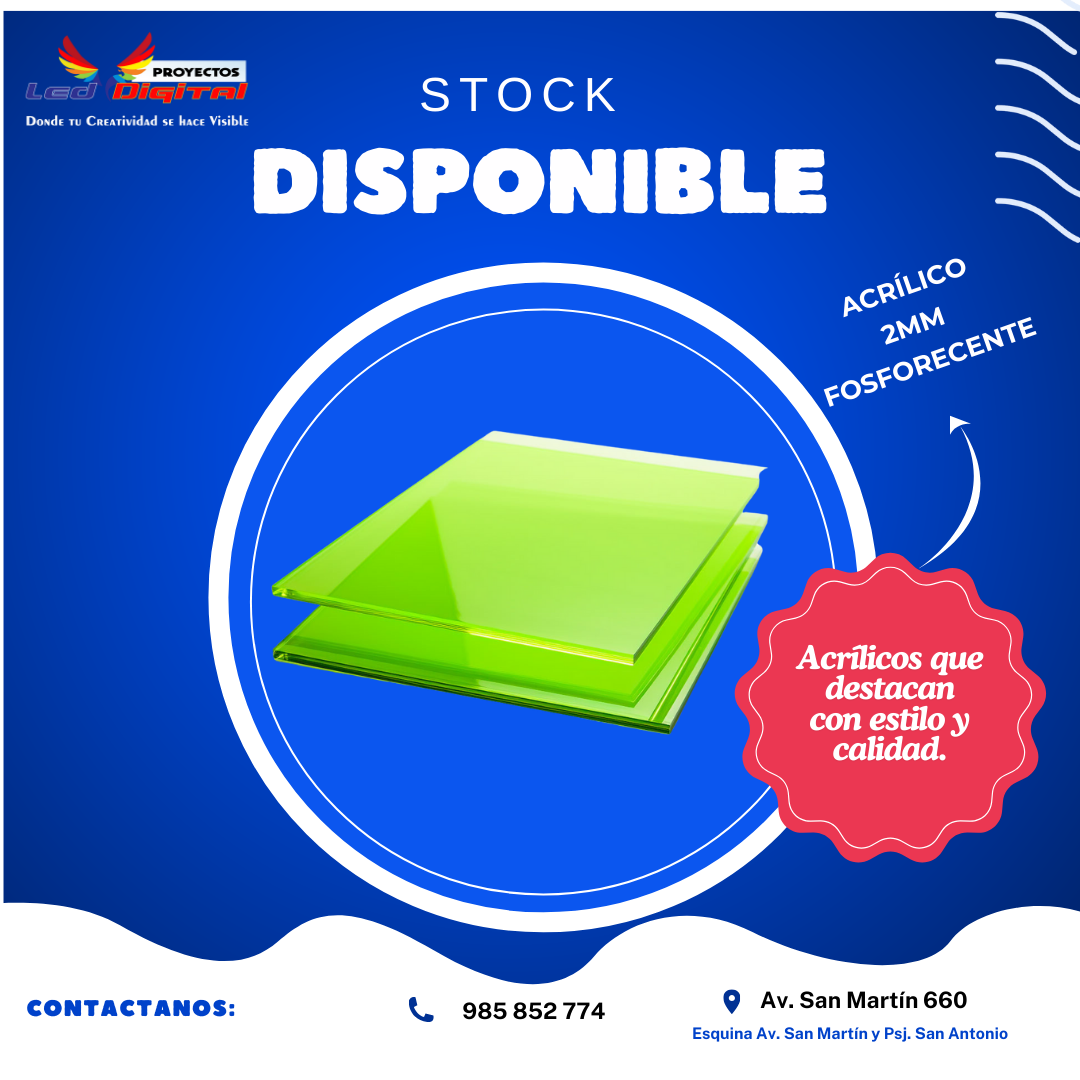 PROYECTOS
Led Digital
Donde tu Creatividad se hace Visible
STOCK
DISPONIBLE
ACRÍLICO
2MM
FOSFORECENTE
Acrílicos que
destacan
con estilo y
calidad.
CONTACTANOS:
985 852 774
Av. San Martín 660
Esquina Av. San Martín y Psj. San Antonio